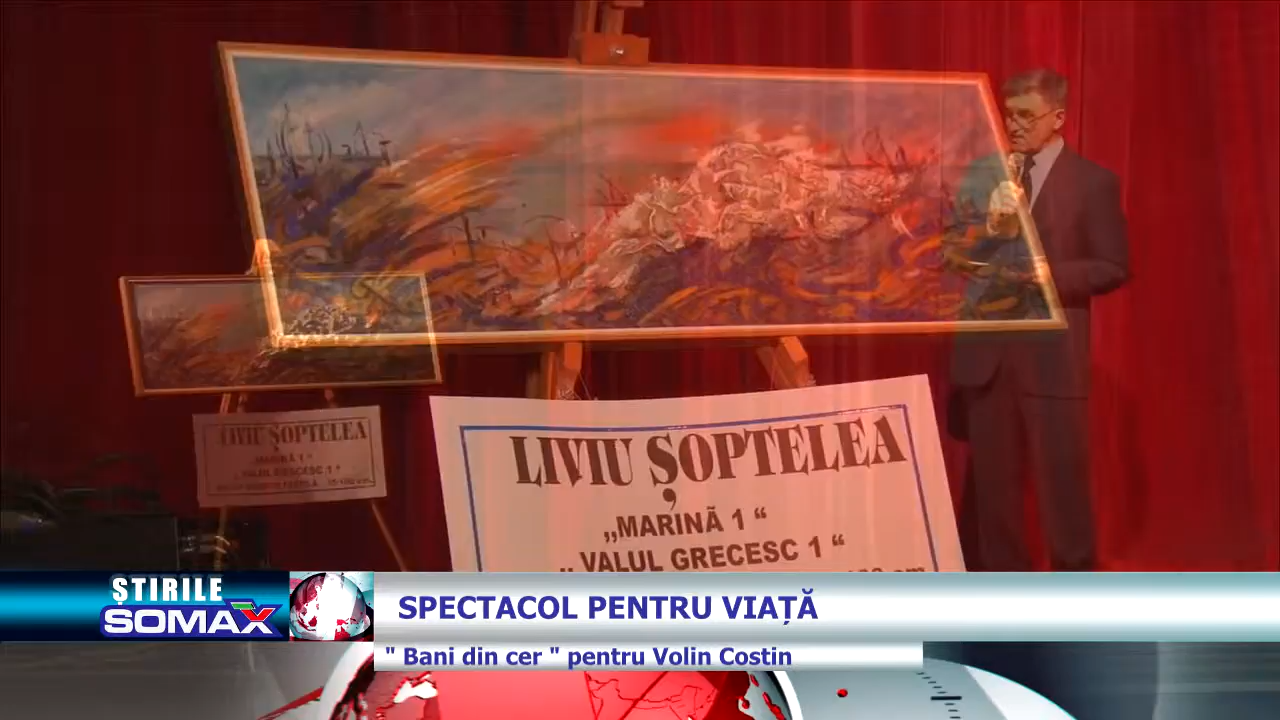 LIVIU ȘOPTELEA
„MARINĂ 1 “
„ VALUL GRECESC 1 “
LIVIU ȘOPTELEA
MARINĂ 1 “
„ VALUL GRECESC 1 “
ȘTIRILE
SOMAX
SPECTACOL PENTRU VIAȚĂ
" Bani din cer " pentru Volin Costin